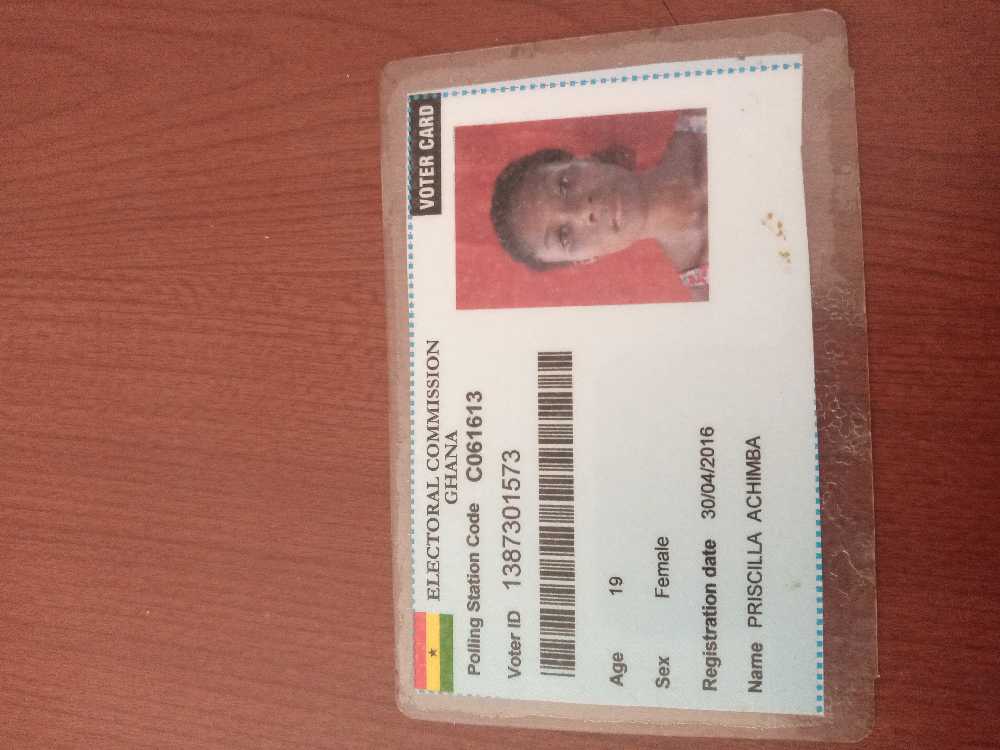 ELECTORAL COMMISSION
GHANA
VOTER CARD
Polling Station Code C061613
Voter ID 1387301573
Age 19
Sex Female
Registration date 30/04/2016
Name PRISCILLA ACHIMBA